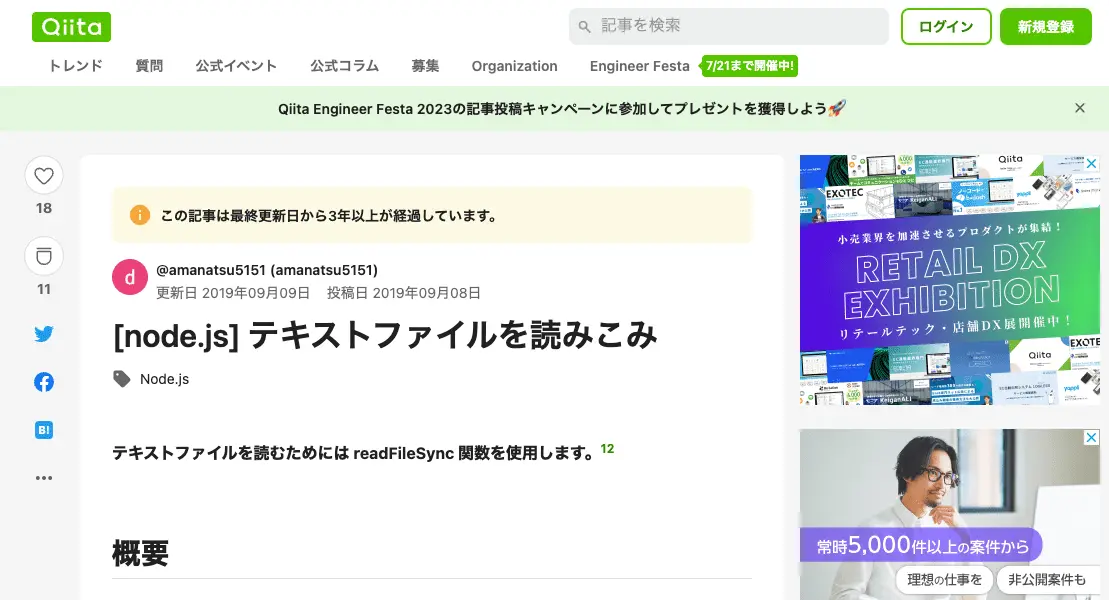 Qiita
記事を検索
ログイン
新規登録
トレンド
質問
公式イベント
公式コラム
募集
Organization
Engineer Festa
7/21まで開催中!
Qiita Engineer Festa 2023の記事投稿キャンペーンに参加してプレゼントを獲得しよう🚀
18
11
B!
この記事は最終更新日から3年以上が経過しています。
d
@amanatsu5151 (amanatsu5151)
更新日 2019年09月09日 投稿日 2019年09月08日
[node.js] テキストファイルを読みこみ
Node.js
テキストファイルを読むためには readFileSync 関数を使用します。12
概要
Qiita
EXOTEC
KeiganALI
小売業界を加速させるプロダクトが集結！
RETAIL DX
EXHIBITION
リテールテック・店舗DX展開催中！
EXOTE
Qiita
KeiganALI
yappli
常時5,000件以上の案件から
理想の仕事を
非公開案件も